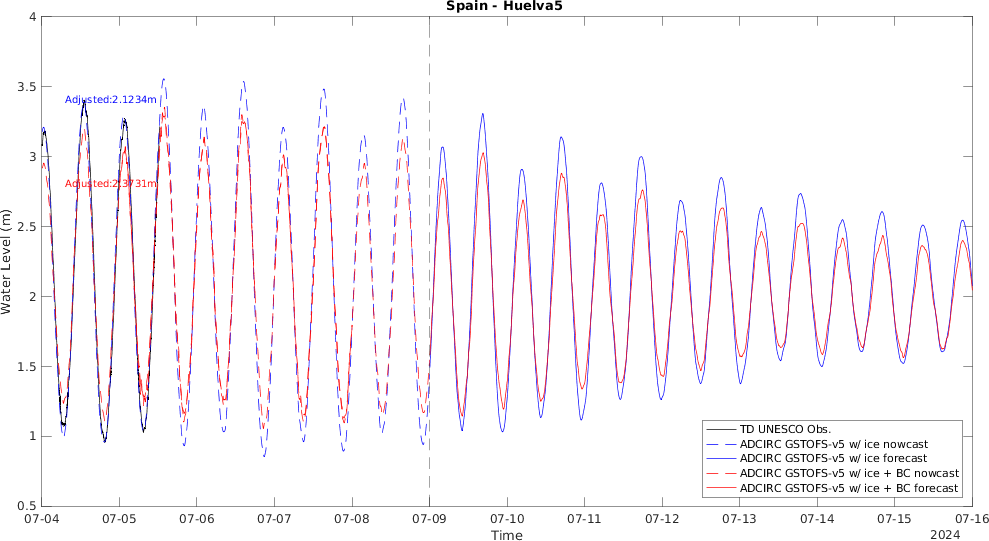 Spain - Huelva5
4
3.5
3
2.5
2
1.5
1
0.5
Water Level (m)
Adjusted:2.1234m
Adjusted:2.3731m
TD UNESCO Obs.
ADCIRC GSTOFS-v5 w/ ice nowcast
ADCIRC GSTOFS-v5 w/ ice forecast
ADCIRC GSTOFS-v5 w/ ice + BC nowcast
ADCIRC GSTOFS-v5 w/ ice + BC forecast
07-04 07-05 07-06 07-07 07-08 07-09 07-10 07-11 07-12 07-13 07-14 07-15 07-16
Time
2024